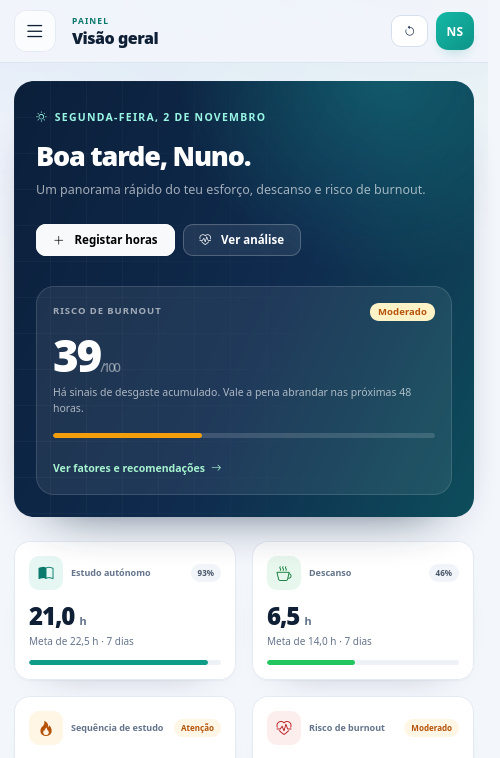 PAINEL
Visão geral
NS
SEGUNDA-FEIRA, 2 DE NOVEMBRO
Boa tarde, Nuno.
Um panorama rápido do teu esforço, descanso e risco de burnout.
Registar horas
Ver análise
RISCO DE BURNOUT
Moderado
39/100
Há sinais de desgaste acumulado. Vale a pena abrandar nas próximas 48
horas.
Ver fatores e recomendações →
Estudo autónomo
93%
21,0 h
Meta de 22,5 h · 7 dias
Descanso
46%
6,5 h
Meta de 14,0 h · 7 dias
Sequência de estudo
Atenção
Risco de burnout
Moderado